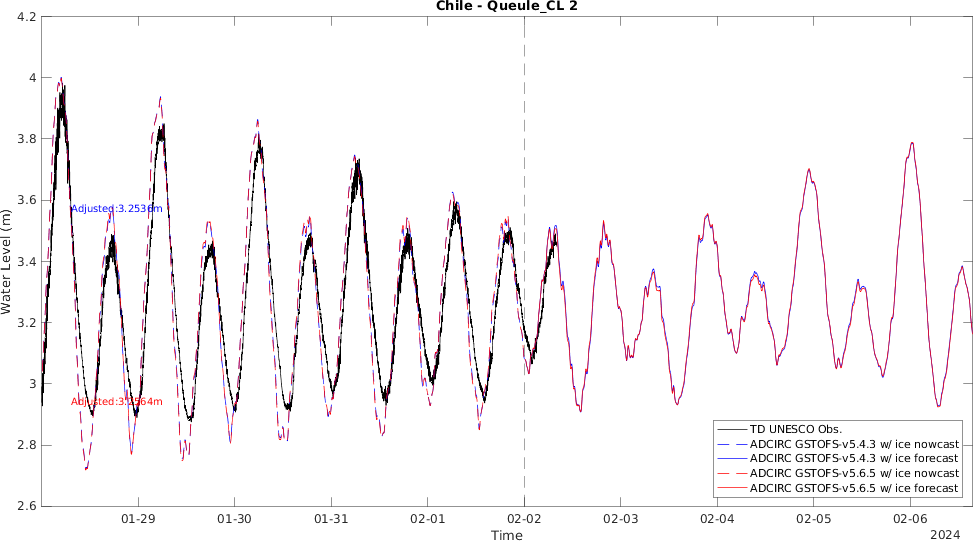 Chile - Queule_CL 2
4.2
4
3.8
3.6
3.4
3.2
3
2.8
2.6
Water Level (m)
Adjusted:3.2536m
Adjusted:3.2564m
TD UNESCO Obs.
ADCIRC GSTOFS-v5.4.3 w/ ice nowcast
ADCIRC GSTOFS-v5.4.3 w/ ice forecast
ADCIRC GSTOFS-v5.6.5 w/ ice nowcast
ADCIRC GSTOFS-v5.6.5 w/ ice forecast
01-29 01-30 01-31 02-01 02-02 02-03 02-04 02-05 02-06
Time
2024